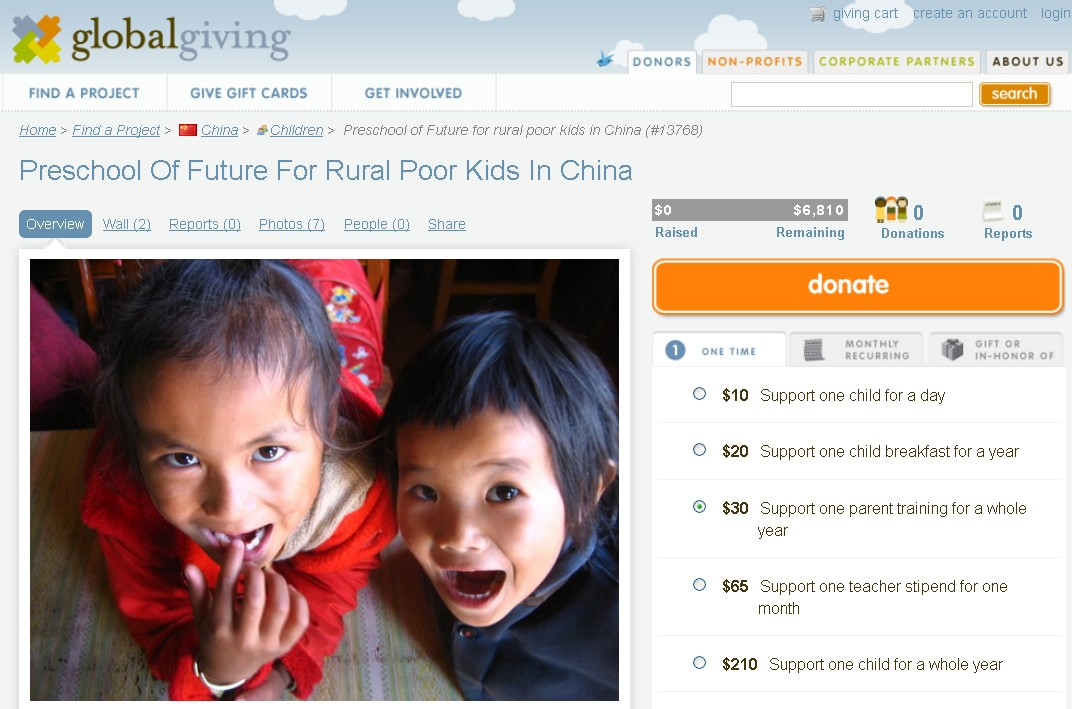 giving cart create an account login
globalgiving
DONORS NON-PROFITS CORPORATE PARTNERS ABOUT US
FIND A PROJECT GIVE GIFT CARDS GET INVOLVED
search
Home > Find a Project > China > Children > Preschool of Future for rural poor kids in China (#13768)
Preschool Of Future For Rural Poor Kids In China
Overview Wall (2) Reports (0) Photos (7) People (0) Share
$0 $6,810
Raised Remaining
0
Donations
0
Reports
donate
1 ONE TIME
MONTHLY
RECURRING
GIFT OR
IN-HONOR OF
$10 Support one child for a day
$20 Support one child breakfast for a year
$30 Support one parent training for a whole
year
$65 Support one teacher stipend for one
month
$210 Support one child for a whole year